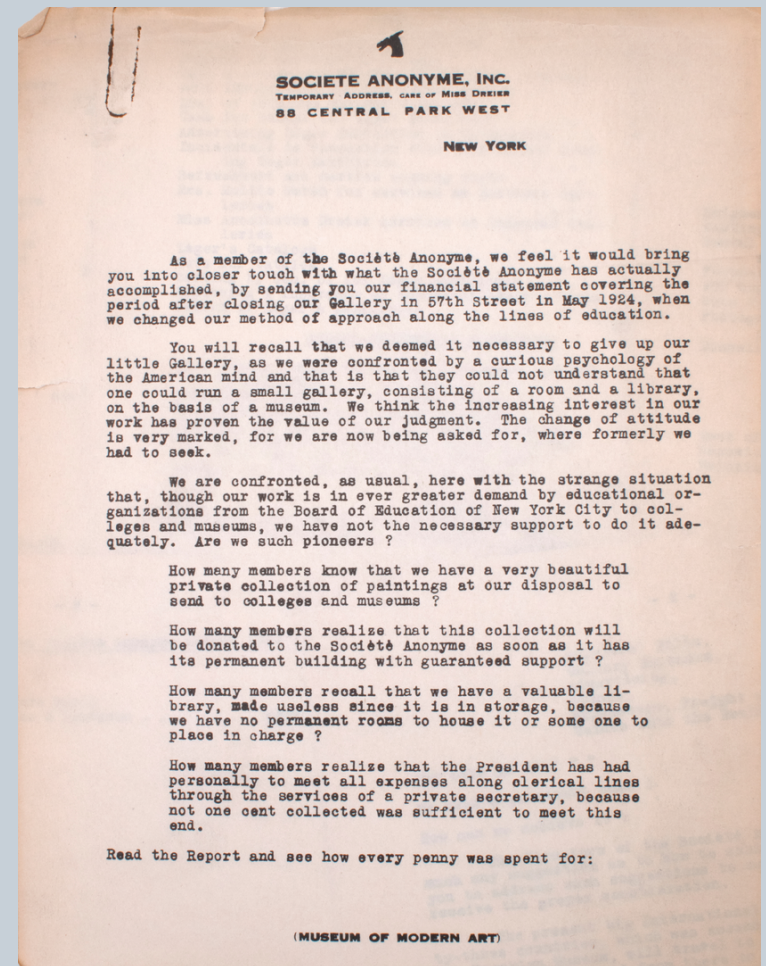 SOCIETE ANONYME, INC.
TEMPORARY ADDRESS, CARE OF MISS DREIER
88 CENTRAL PARK WEST
NEW YORK
As a member of the Sociètè Anonyme, we feel it would bring
you into closer touch with what the Sociètè Anonyme has actually
accomplished, by sending you our financial statement covering the
period after closing our Gallery in 57th Street in May 1924, when
we changed our method of approach along the lines of education.
You will recall that we deemed it necessary to give up our
little Gallery, as we were confronted by a curious psychology of
the American mind and that is that they could not understand that
one could run a small gallery, consisting of a room and a library,
on the basis of a museum. We think the increasing interest in our
work has proven the value of our judgment. The change of attitude
is very marked, for we are now being asked for, where formerly we
had to seek.
We are confronted, as usual, here with the strange situation
that, though our work is in ever greater demand by educational or-
ganizations from the Board of Education of New York City to col-
leges and museums, we have not the necessary support to do it ade-
quately. Are we such pioneers ?
How many members know that we have a very beautiful
private collection of paintings at our disposal to
send to colleges and museums ?
How many members realize that this collection will
be donated to the Sociètè Anonyme as soon as it has
its permanent building with guaranteed support ?
How many members recall that we have a valuable li-
brary, made useless since it is in storage, because
we have no permanent rooms to house it or some one to
place in charge ?
How many members realize that the President has had
personally to meet all expenses along clerical lines
through the services of a private secretary, because
not one cent collected was sufficient to meet this
end.
Read the Report and see how every penny was spent for:
(MUSEUM OF MODERN ART)